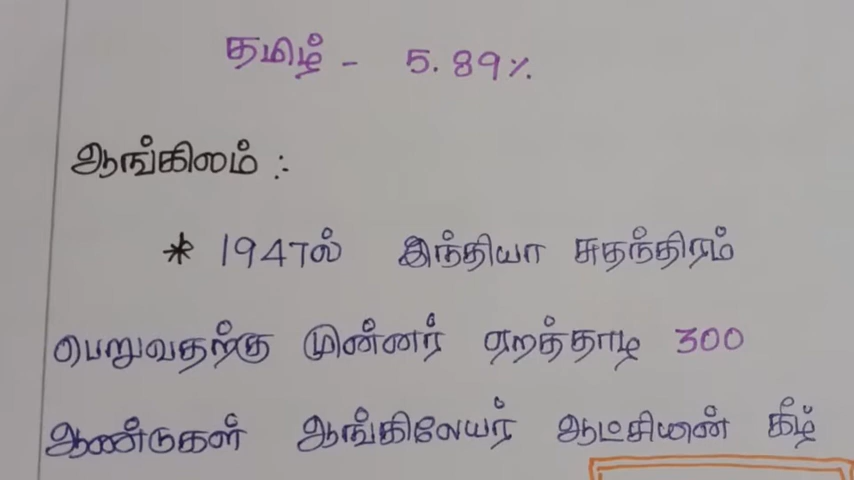 தமிழ் - 5.89%
ஆங்கிலம் :-
* 1947ல் இந்தியா சுதந்திரம்
பெறுவதற்கு முன்னர் ஏறத்தாழ 300
ஆண்டுகள் ஆங்கிலேயர் ஆட்சியின் கீழ்